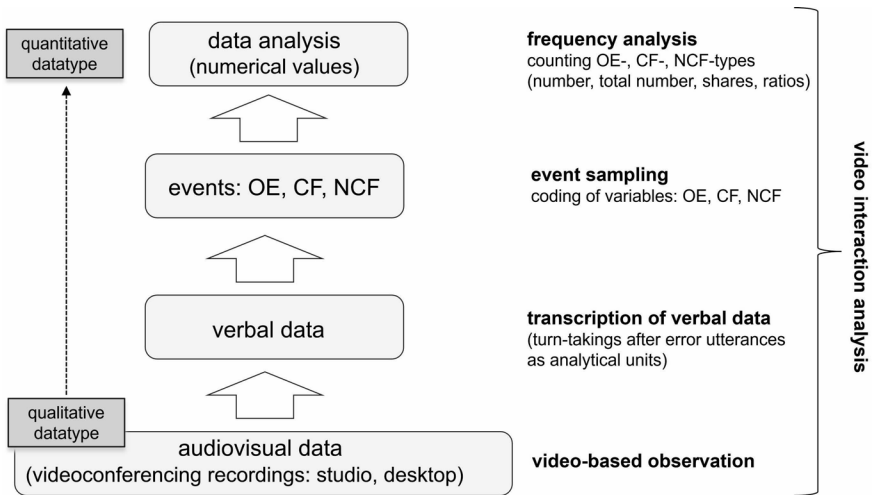 quantitative
datatype
data analysis
(numerical values)
frequency analysis
counting OE-, CF-, NCF-types
(number, total number, shares, ratios)
events: OE, CF, NCF
event sampling
coding of variables: OE, CF, NCF
verbal data
transcription of verbal data
(turn-takings after error utterances
as analytical units)
qualitative
datatype
audiovisual data
(videoconferencing recordings: studio, desktop)
video-based observation
video interaction analysis